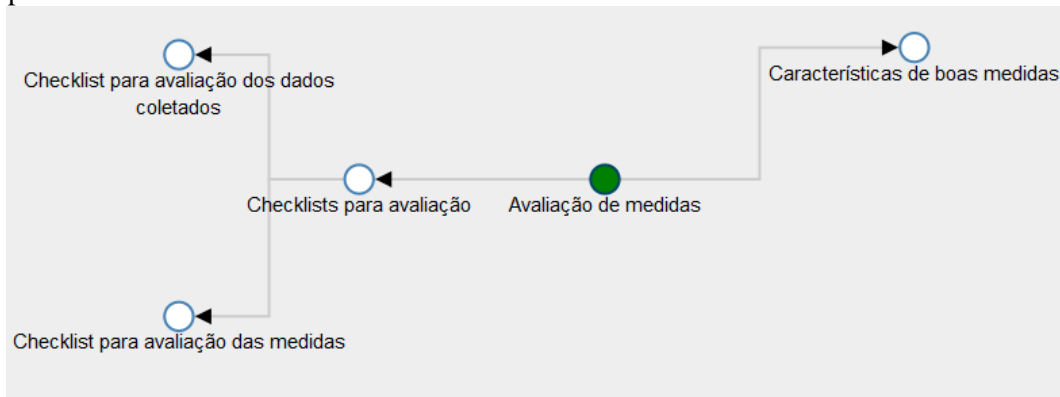 Checklist para avaliação dos dados
coletados
Características de boas medidas
Checklists para avaliação
Avaliação de medidas
Checklist para avaliação das medidas